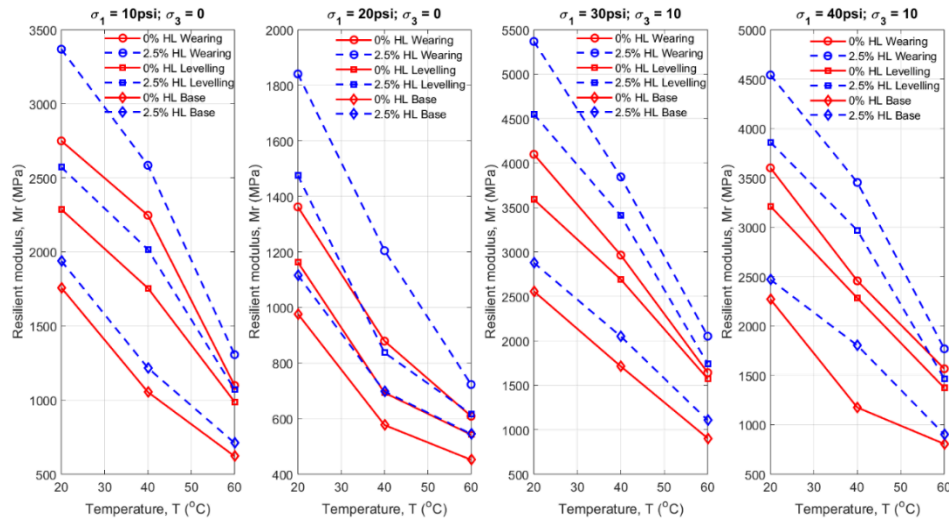 σ1 = 10psi; σ3 = 0
Resilient modulus, Mr (MPa)
3500
3000
2500
2000
1500
1000
500
0% HL Wearing
2.5% HL Wearing
0% HL Levelling
2.5% HL Levelling
0% HL Base
2.5% HL Base
20 30 40 50 60
Temperature, T (°C)
σ1 = 20psi; σ3 = 0
Resilient modulus, Mr (MPa)
2000
1800
1600
1400
1200
1000
800
600
400
0% HL Wearing
2.5% HL Wearing
0% HL Levelling
2.5% HL Levelling
0% HL Base
2.5% HL Base
20 30 40 50 60
Temperature, T (°C)
σ1 = 30psi; σ3 = 10
Resilient modulus, Mr (MPa)
5500
5000
4500
4000
3500
3000
2500
2000
1500
1000
500
0% HL Wearing
2.5% HL Wearing
0% HL Levelling
2.5% HL Levelling
0% HL Base
2.5% HL Base
20 30 40 50 60
Temperature, T (°C)
σ1 = 40psi; σ3 = 10
Resilient modulus, Mr (MPa)
5000
4500
4000
3500
3000
2500
2000
1500
1000
500
0% HL Wearing
2.5% HL Wearing
0% HL Levelling
2.5% HL Levelling
0% HL Base
2.5% HL Base
20 30 40 50 60
Temperature, T (°C)